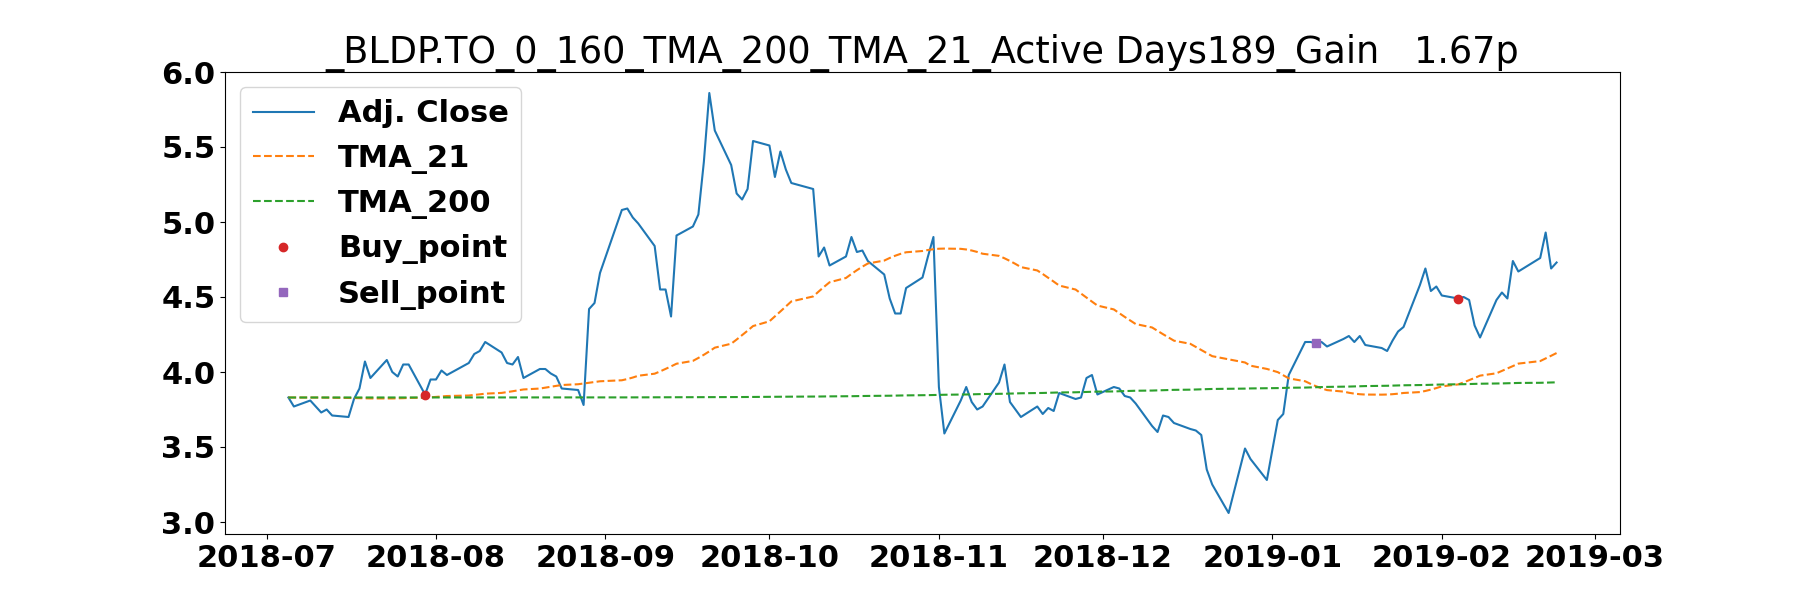 _BLDP.TO_0_160_TMA_200_TMA_21_Active Days189_Gain   1.67p
6.0
5.5
5.0
4.5
4.0
3.5
3.0
Adj. Close
TMA_21
TMA_200
Buy_point
Sell_point
2018-07 2018-08 2018-09 2018-10 2018-11 2018-12 2019-01 2019-02 2019-03